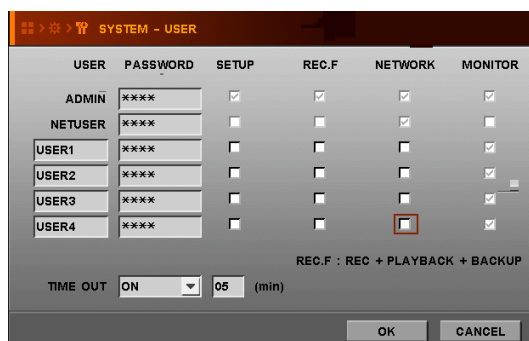 SYSTEM - USER
USER PASSWORD SETUP REC.F NETWORK MONITOR
ADMIN ****
NETUSER ****
USER1 ****
USER2 ****
USER3 ****
USER4 ****
REC.F : REC + PLAYBACK + BACKUP
TIME OUT ON 05 (min)
OK CANCEL